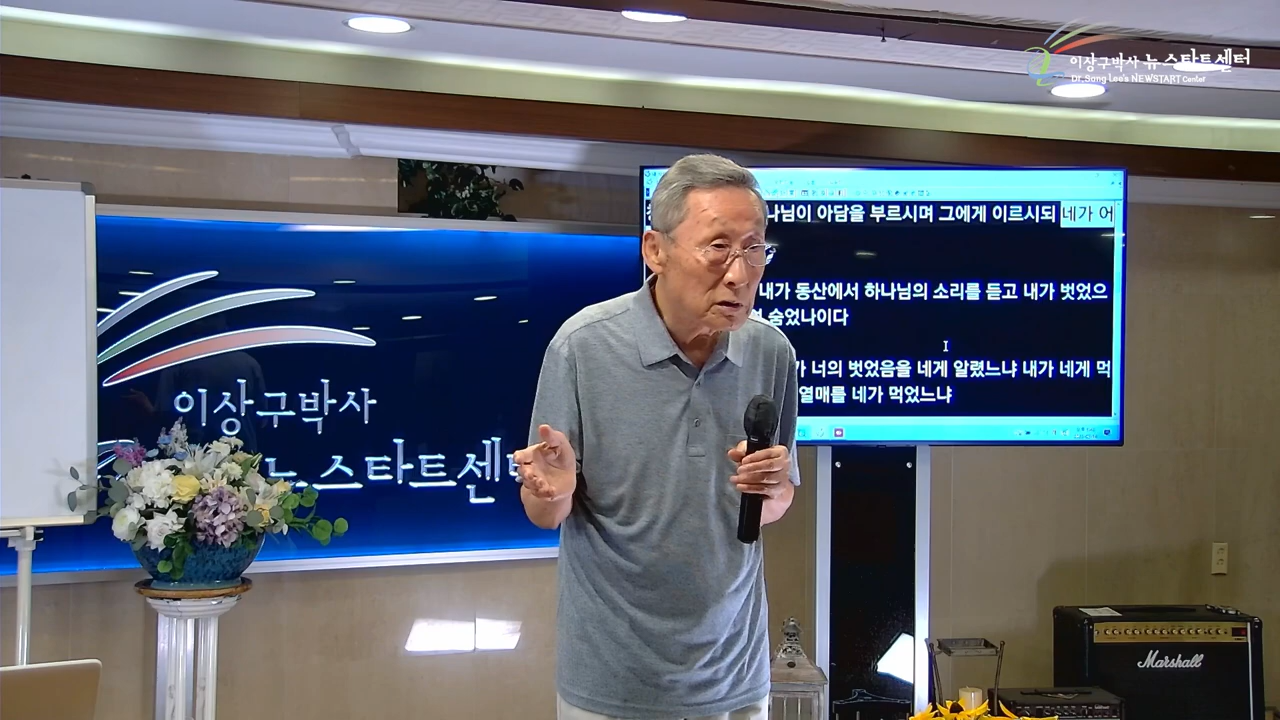 이상구박사 뉴스타트센터
Dr. Sang Lee's NEWSTART Center
나님이 아담을 부르시며 그에게 이르시되 네가 어
내가 동산에서 하나님의 소리를 듣고 내가 벗었으
숨었나이다
너의 벗었음을 네게 알렸느냐 내가 네게 먹
열매를 네가 먹었느냐
이상구박사
뉴스타트센터
Marshall